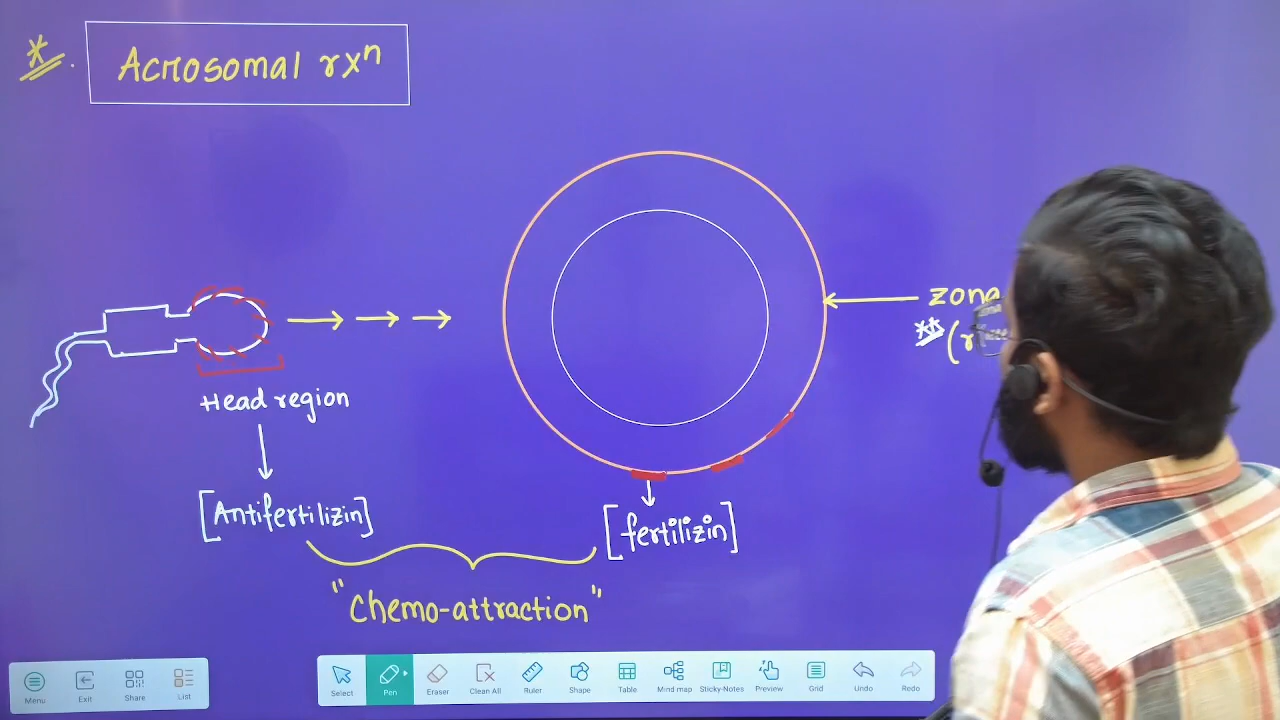 * Acrosomal rxⁿ
zona
** (r
Head region
[Antifertilizin]
[fertilizin]
"Chemo-attraction"
Menu
Exit
Share
List
Select
Pen
Eraser
Clean All
Ruler
Shape
Table
Mind map
Sticky-Notes
Preview
Grid
Undo
Redo